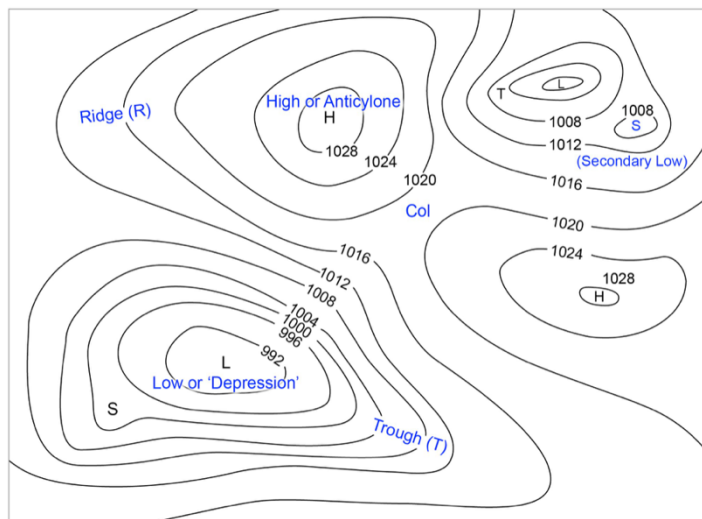 High or Anticylone
H
1028
1024
1020
Ridge (R)
T
L
1008
1008
S
1012
(Secondary Low)
1016
Col
1020
1024
1028
H
1016
1012
1008
1004
1000
996
992
L
Low or ‘Depression’
S
Trough (T)